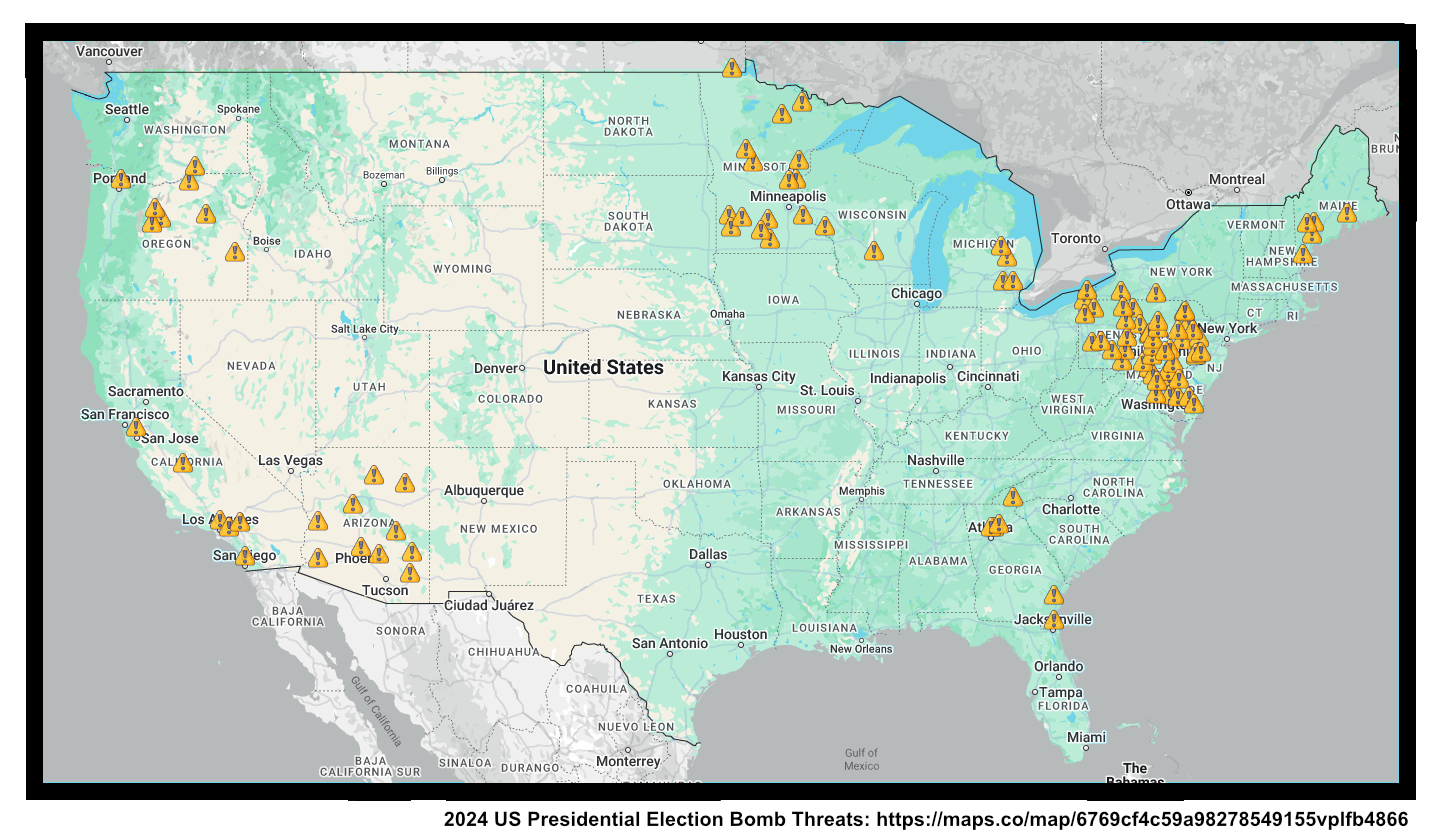 Vancouver
Seattle
Spokane
WASHINGTON
MONTANA
NORTH
DAKOTA
Bozeman
Billings
Minneapolis
SOUTH
DAKOTA
WISCONSIN
OREGON
Boise
IDAHO
WYOMING
MICHIGAN
Toronto
Ottawa
Montreal
MAINE
VERMONT
NEW
HAMPSHIRE
NEW YORK
MASSACHUSETTS
CT
RI
Chicago
IOWA
NEBRASKA
Omaha
Salt Lake City
New York
NEVADA
UTAH
Denver
United States
ILLINOIS
INDIANA
OHIO
NJ
Sacramento
COLORADO
Kansas City
St. Louis
Indianapolis
Cincinnati
San Francisco
San Jose
KANSAS
MISSOURI
WEST
VIRGINIA
Washington
KENTUCKY
VIRGINIA
CALIFORNIA
Las Vegas
Albuquerque
OKLAHOMA
Nashville
TENNESSEE
Memphis
NORTH
CAROLINA
Charlotte
Los Angeles
ARIZONA
NEW MEXICO
ARKANSAS
Atlanta
SOUTH
CAROLINA
San Diego
Phoenix
Dallas
MISSISSIPPI
ALABAMA
GEORGIA
Tucson
Ciudad Juárez
TEXAS
BAJA
CALIFORNIA
SONORA
CHIHUAHUA
San Antonio
Houston
LOUISIANA
New Orleans
Jacksonville
Orlando
Tampa
FLORIDA
Gulf of California
COAHUILA
NUEVO LEON
Monterrey
Miami
Gulf of
Mexico
BAJA
CALIFORNIA SUR
SINALOA
DURANGO
The
Bahamas
2024 US Presidential Election Bomb Threats: https://maps.co/map/6769cf4c59a98278549155vplfb4866